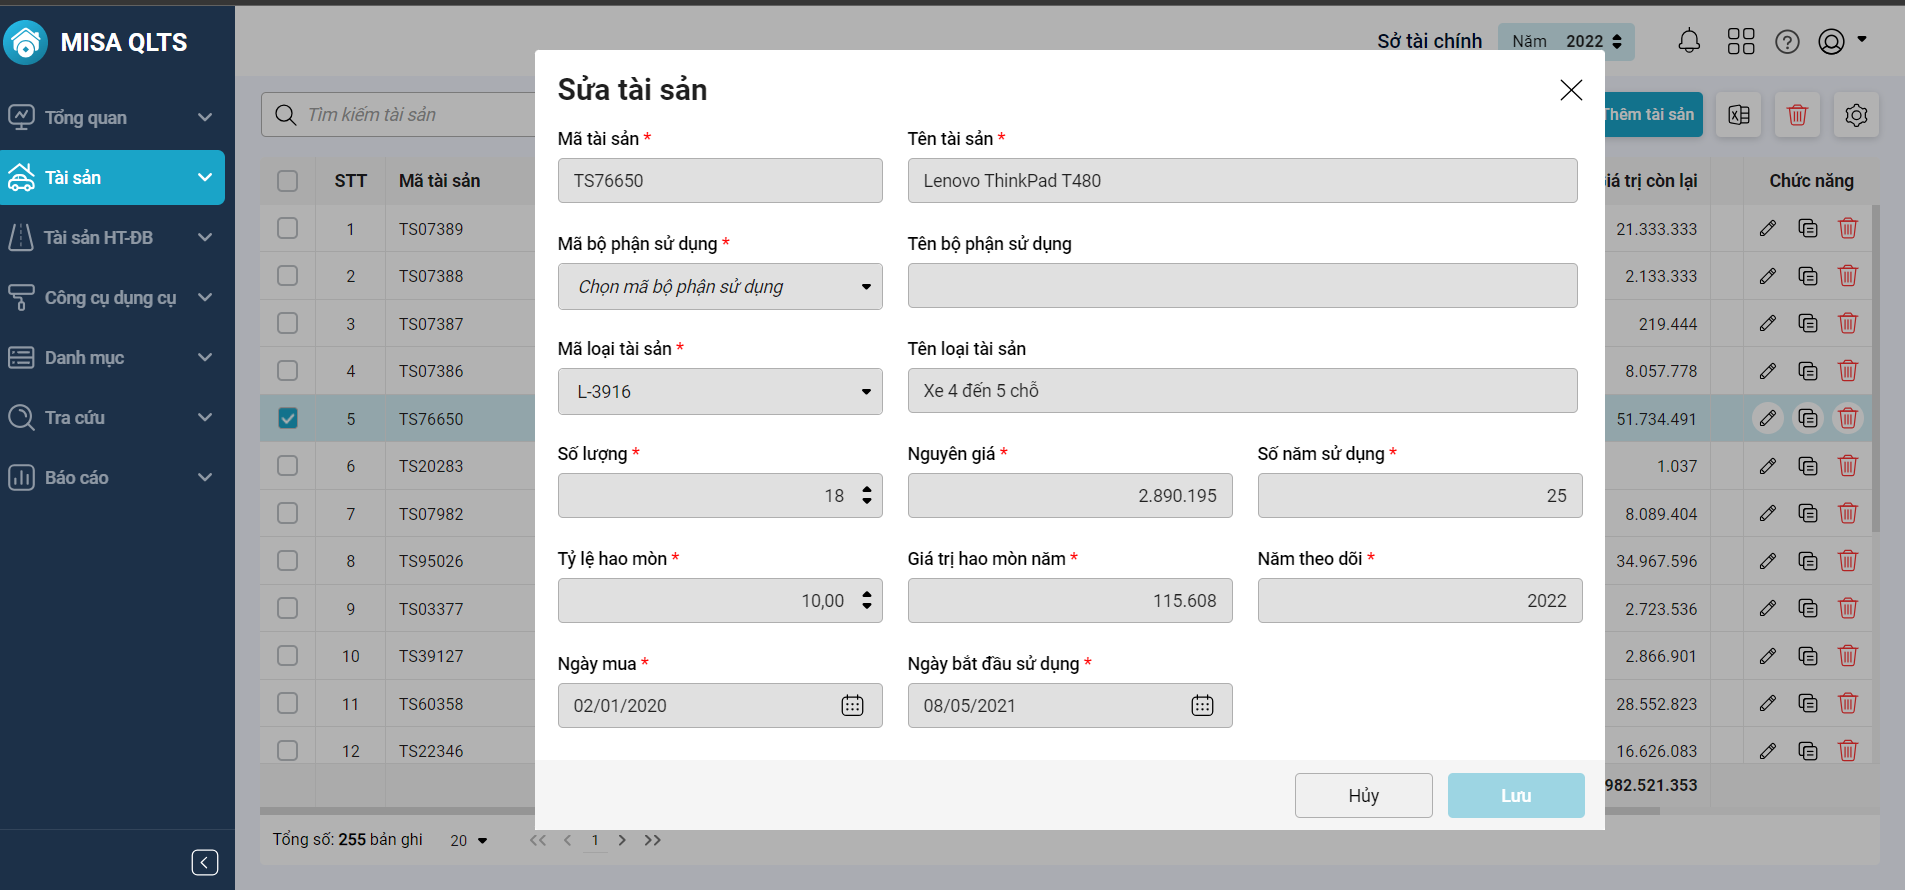 MISA QLTS
Sở tài chính
Năm 2022
Tổng quan
Tài sản
Tài sản HT-ĐB
Công cụ dụng cụ
Danh mục
Tra cứu
Báo cáo
Tìm kiếm tài sản
Thêm tài sản
STT Mã tài sản
iá trị còn lại Chức năng
1 TS07389 21.333.333
2 TS07388 2.133.333
3 TS07387 219.444
4 TS07386 8.057.778
5 TS76650 51.734.491
6 TS20283 1.037
7 TS07982 8.089.404
8 TS95026 34.967.596
9 TS03377 2.723.536
10 TS39127 2.866.901
11 TS60358 28.552.823
12 TS22346 16.626.083
982.521.353
Tổng số: 255 bản ghi 20 1
Sửa tài sản
Mã tài sản * Tên tài sản *
TS76650 Lenovo ThinkPad T480
Mã bộ phận sử dụng * Tên bộ phận sử dụng
Chọn mã bộ phận sử dụng
Mã loại tài sản * Tên loại tài sản
L-3916 Xe 4 đến 5 chỗ
Số lượng * Nguyên giá * Số năm sử dụng *
18 2.890.195 25
Tỷ lệ hao mòn * Giá trị hao mòn năm * Năm theo dõi *
10,00 115.608 2022
Ngày mua * Ngày bắt đầu sử dụng *
02/01/2020 08/05/2021
Hủy Lưu